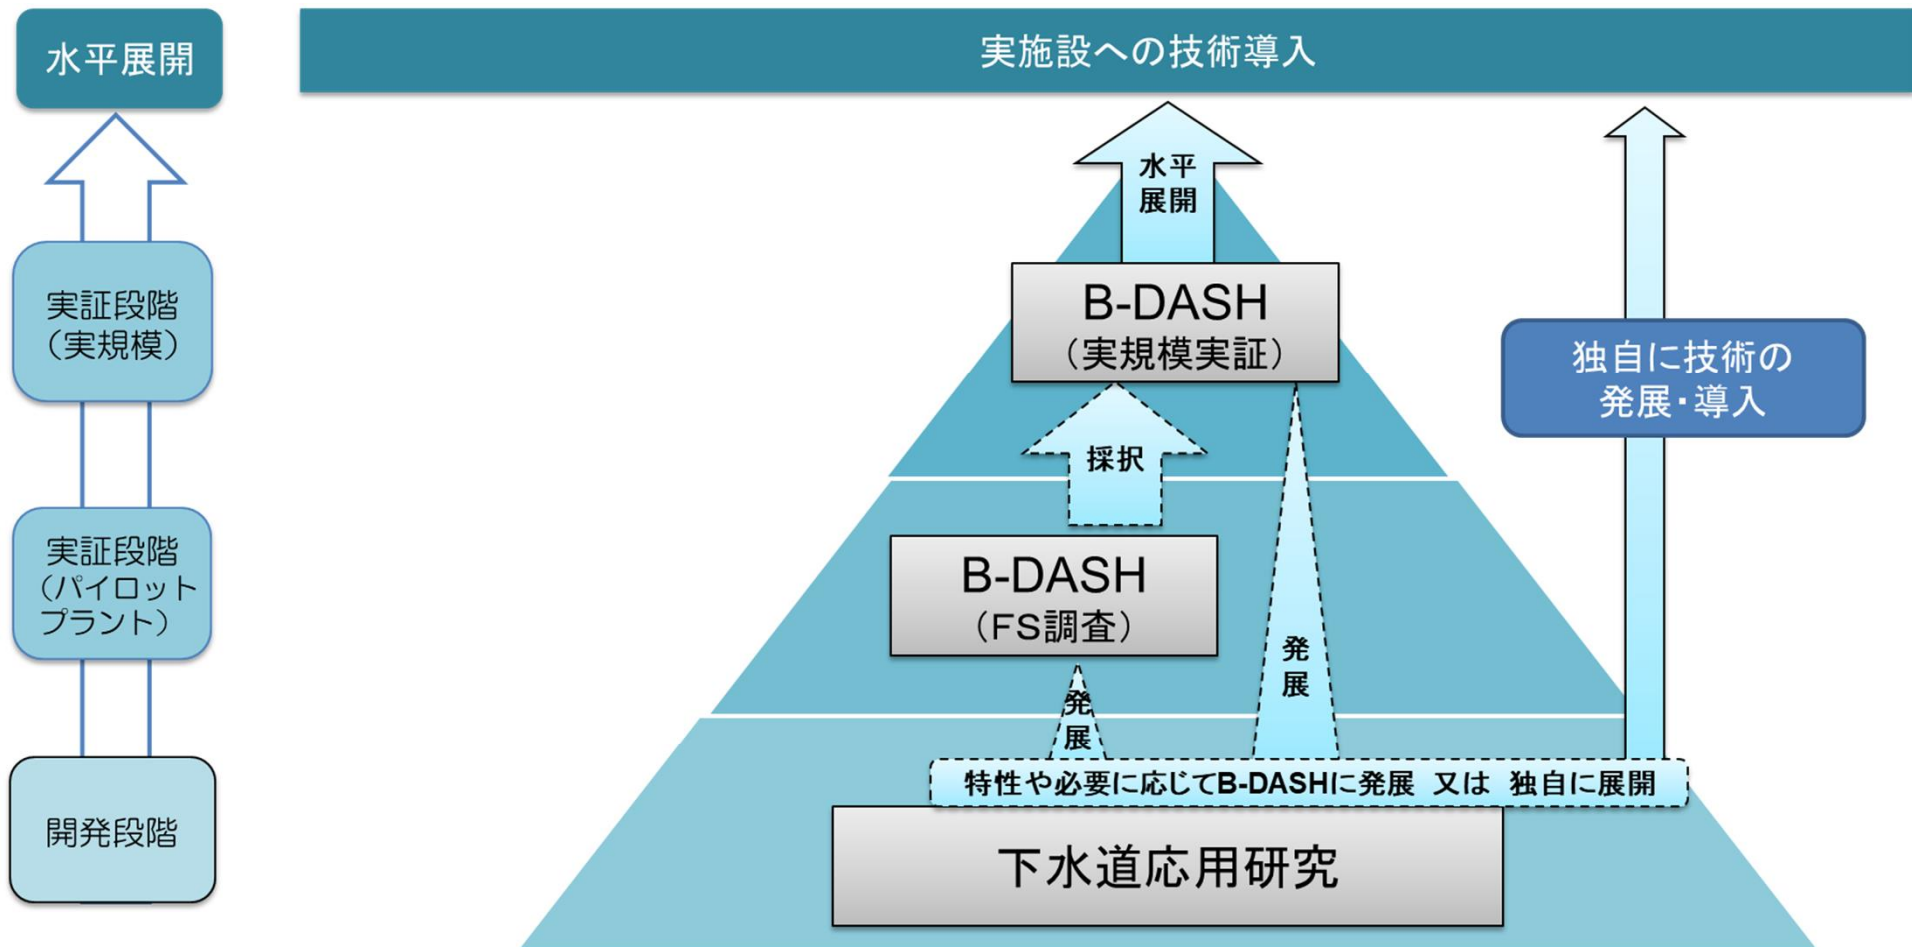 水平展開
実施設への技術導入
水平
展開
実証段階
（実規模）
B-DASH
（実規模実証）
独自に技術の
発展・導入
採択
実証段階
（パイロット
プラント）
B-DASH
（FS調査）
発
展
発
展
特性や必要に応じてB-DASHに発展 又は 独自に展開
開発段階
下水道応用研究